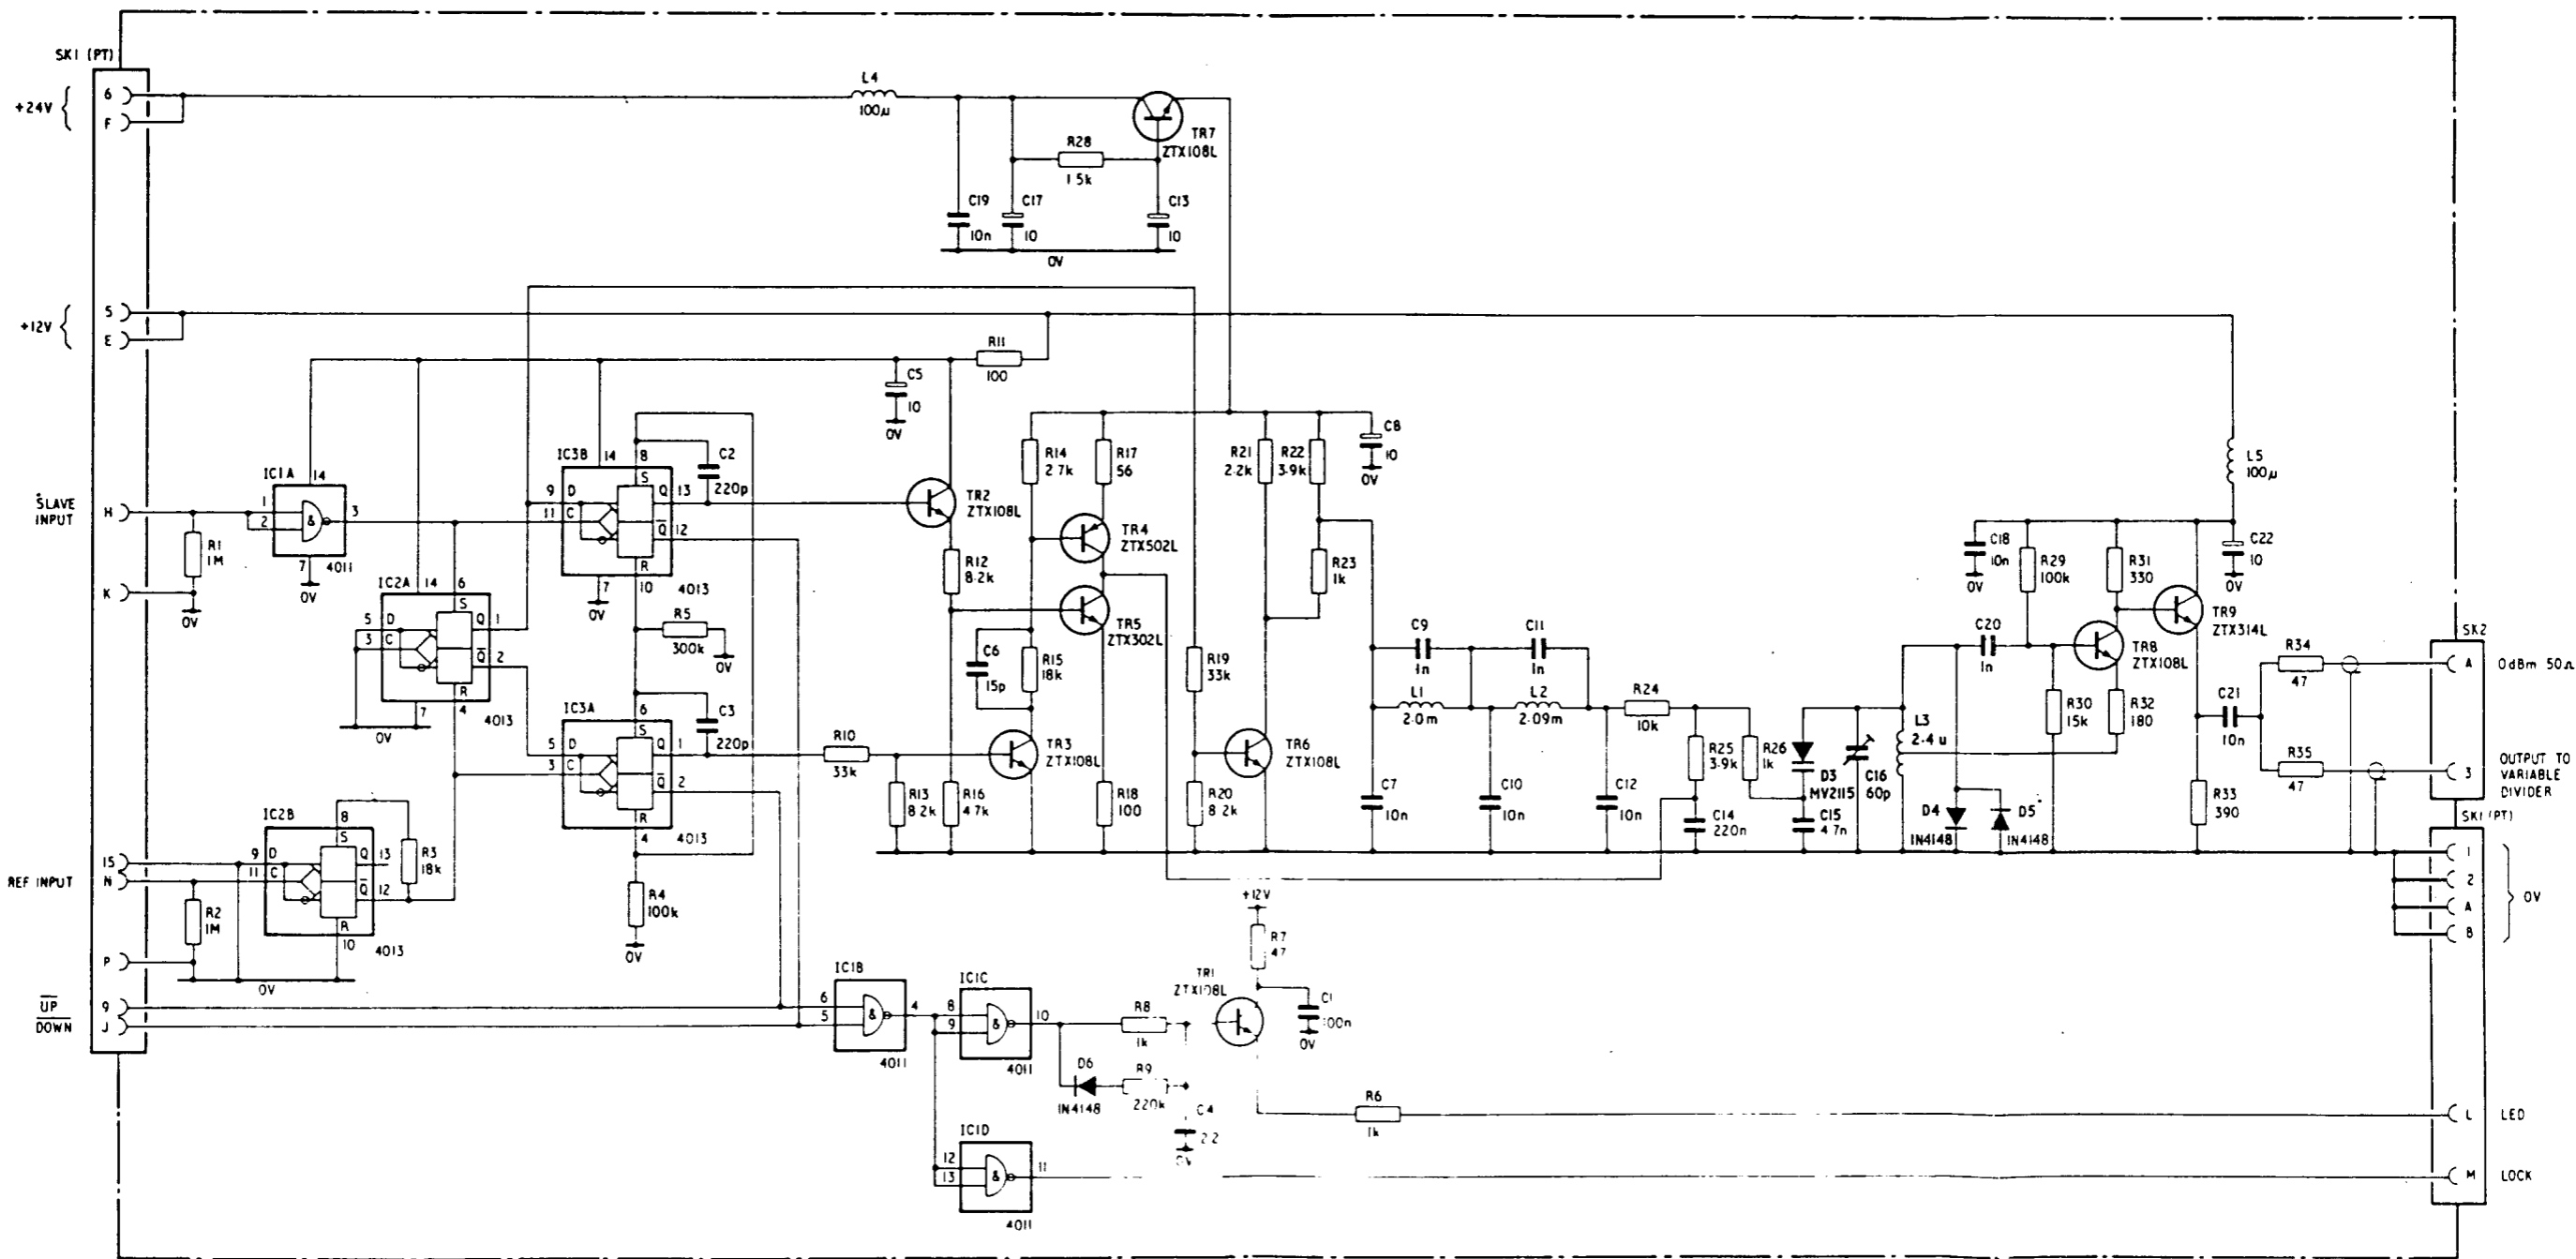 SK1 (PT)
+24V
6
F
L4
100µ
TR7
ZTX108L
R28
1.5k
C19
10n
C17
10
C13
10
0V
+12V
5
E
R11
100
C5
10
0V
SLAVE
INPUT
H
K
R1
1M
0V
IC1A
14
1
2
&
3
7
4011
0V
IC2A
14
6
5
D
S
Q
1
3
C
Q̅
2
R
4
7
4013
0V
IC3B
14
8
9
D
S
Q
13
11
C
Q̅
12
R
7
10
4013
0V
C2
220p
R5
300k
0V
IC3A
6
5
D
S
Q
1
3
C
Q̅
2
R
4
4013
C3
220p
R4
100k
0V
IC2B
8
9
D
S
Q
13
11
C
Q̅
12
R
10
4013
R3
18k
REF INPUT
15
N
P
R2
1M
0V
U̅P̅
D̅O̅W̅N̅
9
J
TR2
ZTX108L
R12
8.2k
R14
2.7k
R17
56
TR4
ZTX502L
TR5
ZTX302L
C6
15p
R15
18k
R10
33k
TR3
ZTX108L
R13
8.2k
R16
4.7k
R18
100
R19
33k
R20
8.2k
TR6
ZTX108L
R21
2.2k
R22
3.9k
R23
1k
C8
10
0V
C9
1n
C11
1n
L1
2.0m
L2
2.09m
C7
10n
C10
10n
C12
10n
R24
10k
R25
3.9k
R26
1k
C14
220n
D3
MV2115
C15
4.7n
C16
60p
L3
2.4 u
C20
1n
D4
IN4148
D5
IN4148
C18
10n
0V
R29
100k
R31
330
R30
15k
R32
180
TR8
ZTX108L
TR9
ZTX314L
L5
100µ
C22
10
0V
C21
10n
R33
390
R34
47
R35
47
SK2
A
0dBm 50Ω
3
OUTPUT TO
VARIABLE
DIVIDER
SK1 (PT)
1
2
A
B
0V
IC1B
6
5
&
4
4011
IC1C
8
9
&
10
4011
IC1D
12
13
&
11
4011
R8
1k
D6
IN4148
R9
220k
C4
2.2
0V
+12V
R7
47
TR1
ZTX108L
C1
100n
0V
R6
1k
L
LED
M
LOCK